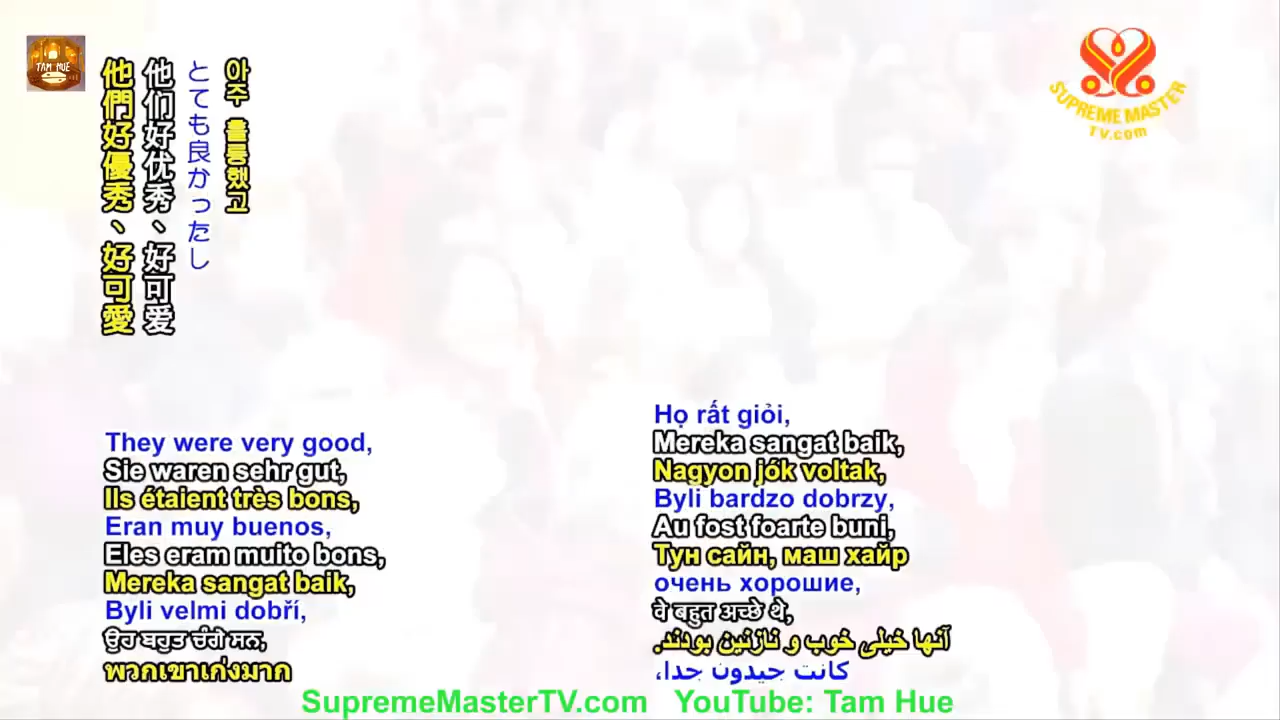 TAM HUE
SUPREME MASTER
TV.com
아주 훌륭했고
とても良かったし
他们好优秀、好可爱
他們好優秀、好可愛
They were very good,
Sie waren sehr gut,
Ils étaient très bons,
Eran muy buenos,
Eles eram muito bons,
Mereka sangat baik,
Byli velmi dobří,
ਉਹ ਬਹੁਤ ਚੰਗੇ ਸਨ,
พวกเขาเก่งมาก
Họ rất giỏi,
Mereka sangat baik,
Nagyon jók voltak,
Byli bardzo dobrzy,
Au fost foarte buni,
Тун сайн, маш хайр
очень хорошие,
वे बहुत अच्छे थे,
آنها خیلی خوب و نازنین بودند.
كانت جيدون جدا،
SupremeMasterTV.com YouTube: Tam Hue